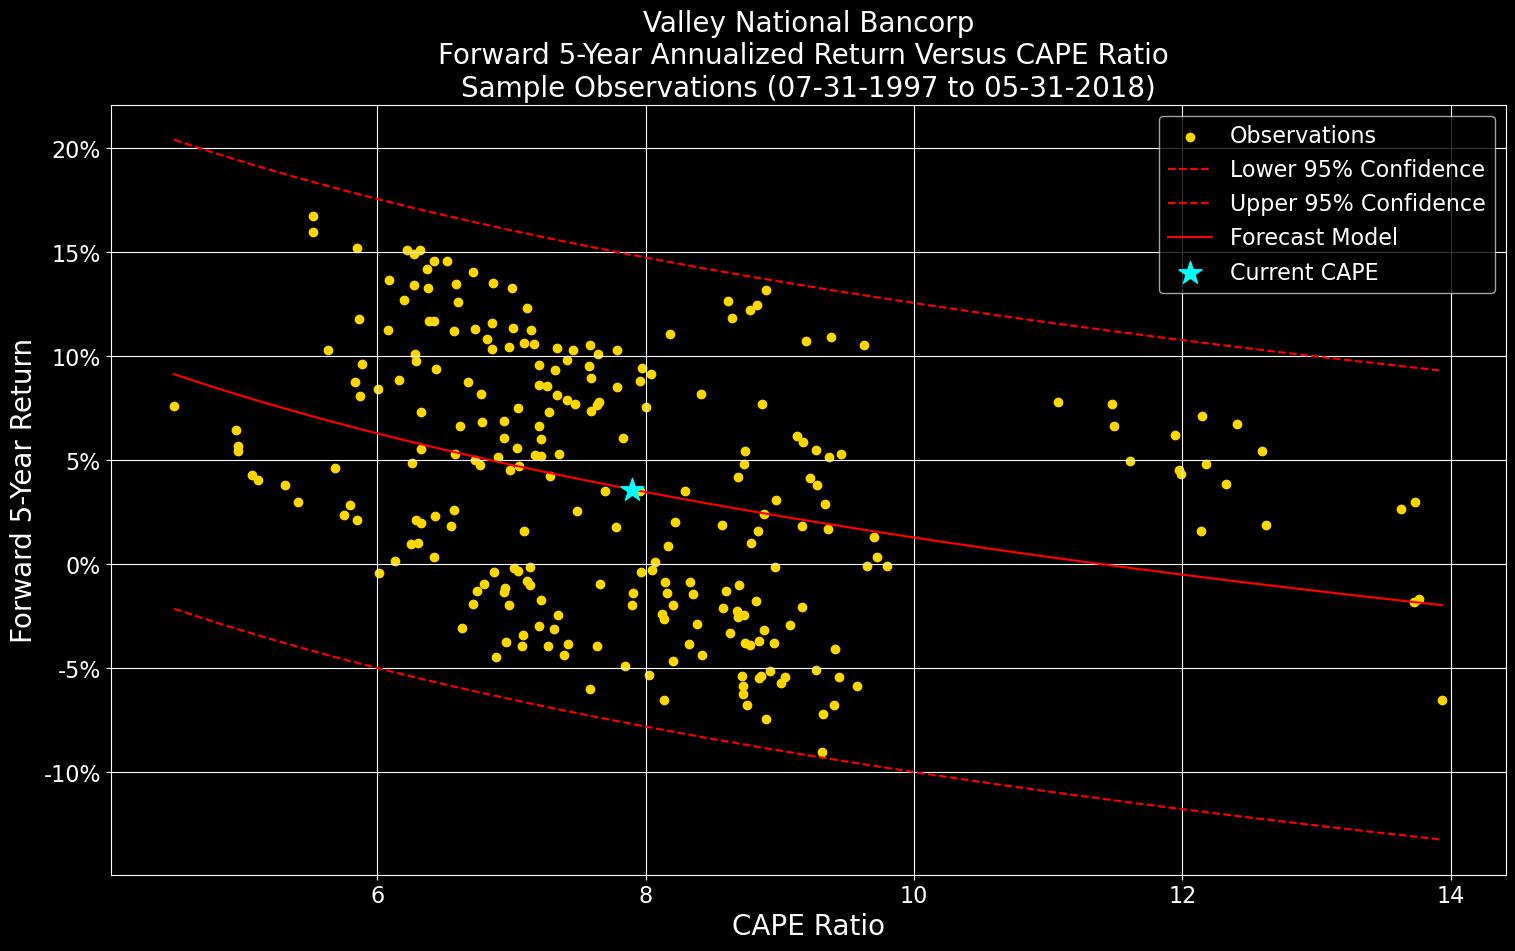 Valley National Bancorp
Forward 5-Year Annualized Return Versus CAPE Ratio
Sample Observations (07-31-1997 to 05-31-2018)
Observations
Lower 95% Confidence
Upper 95% Confidence
Forecast Model
Current CAPE
Forward 5-Year Return
20%
15%
10%
5%
0%
-5%
-10%
6 8 10 12 14
CAPE Ratio